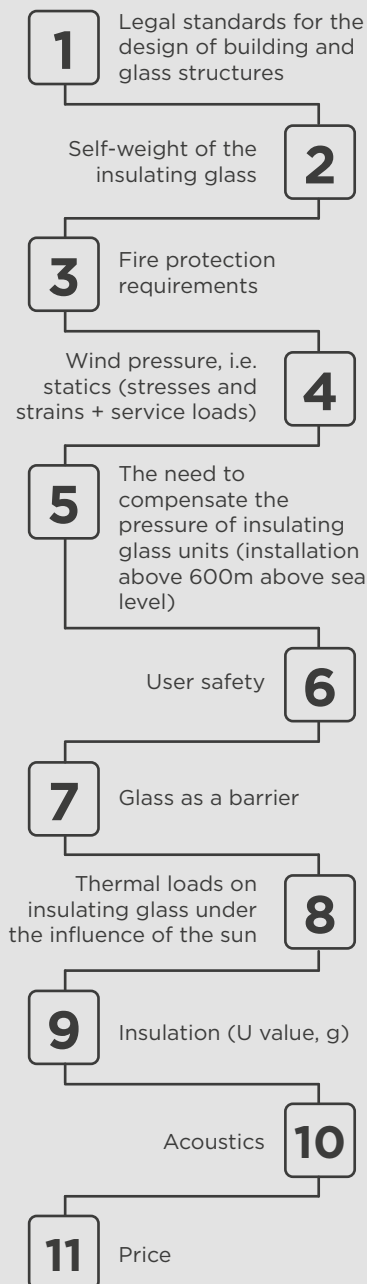 1
Legal standards for the
design of building and
glass structures
Self-weight of the
insulating glass
2
3
Fire protection
requirements
Wind pressure, i.e.
statics (stresses and
strains + service loads)
4
5
The need to
compensate the
pressure of insulating
glass units (installation
above 600m above sea
level)
User safety
6
7
Glass as a barrier
Thermal loads on
insulating glass under
the influence of the sun
8
9
Insulation (U value, g)
Acoustics
10
11
Price